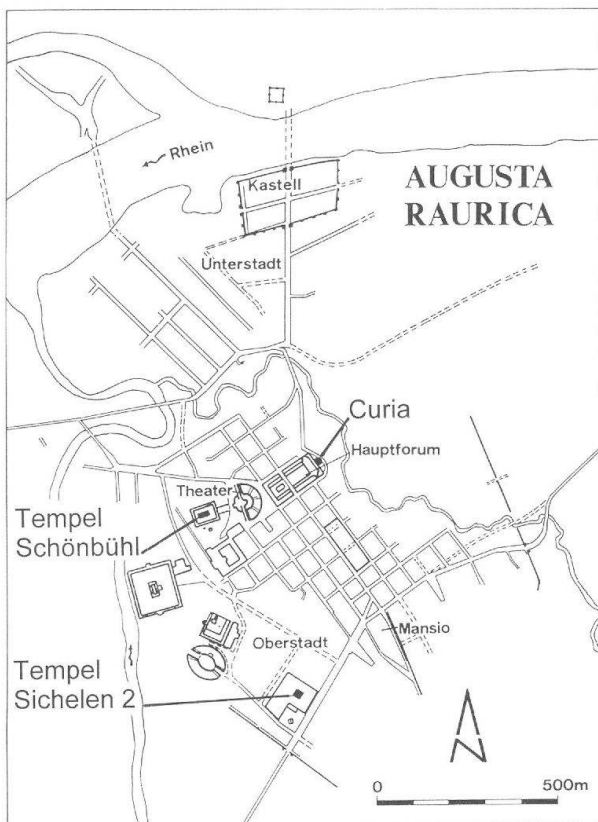 Rhein
Kastell
AUGUSTA
RAURICA
Unterstadt
Curia
Hauptforum
Theater
Tempel
Schönbühl
Oberstadt
Mansio
Tempel
Sichelen 2
N
0 500m